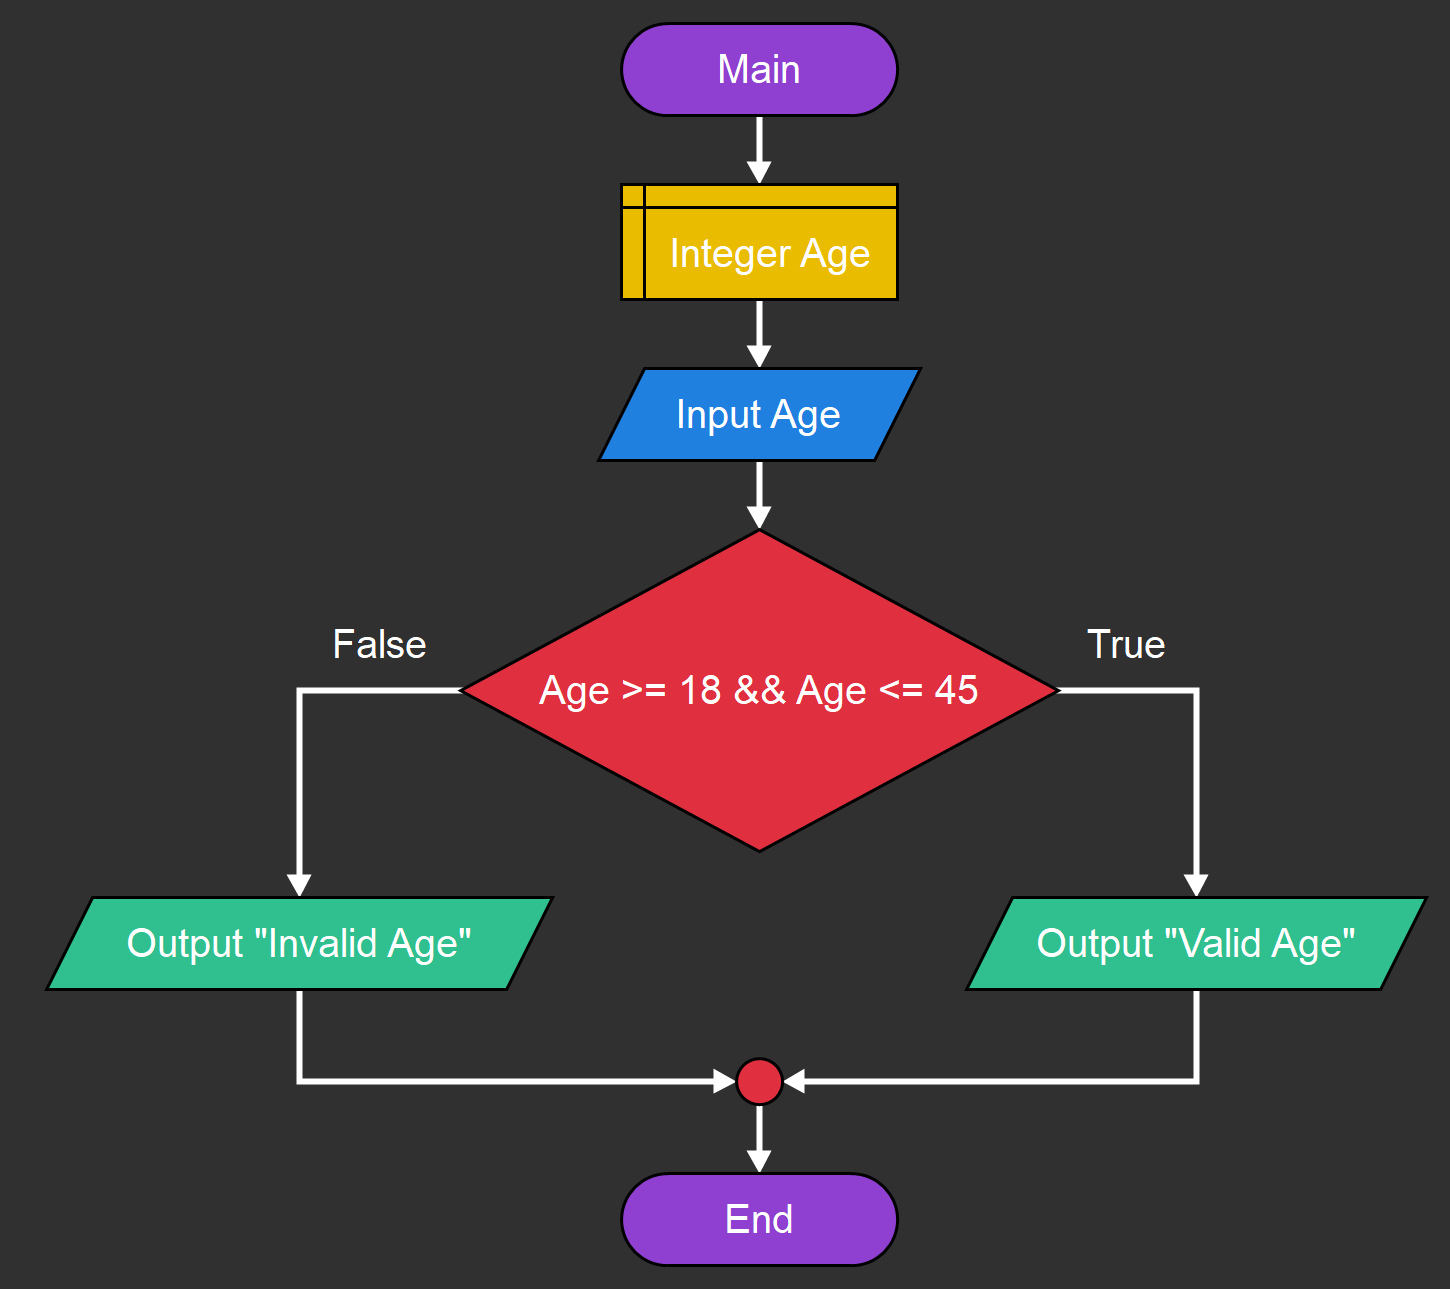 Main
Integer Age
Input Age
False
True
Age >= 18 && Age <= 45
Output "Invalid Age"
Output "Valid Age"
End